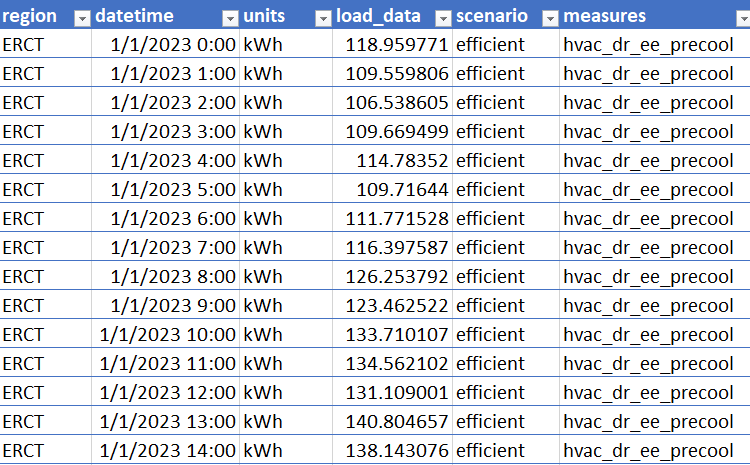 region datetime units load_data scenario measures
ERCT 1/1/2023 0:00 kWh 118.959771 efficient hvac_dr_ee_precool
ERCT 1/1/2023 1:00 kWh 109.559806 efficient hvac_dr_ee_precool
ERCT 1/1/2023 2:00 kWh 106.538605 efficient hvac_dr_ee_precool
ERCT 1/1/2023 3:00 kWh 109.669499 efficient hvac_dr_ee_precool
ERCT 1/1/2023 4:00 kWh 114.78352 efficient hvac_dr_ee_precool
ERCT 1/1/2023 5:00 kWh 109.71644 efficient hvac_dr_ee_precool
ERCT 1/1/2023 6:00 kWh 111.771528 efficient hvac_dr_ee_precool
ERCT 1/1/2023 7:00 kWh 116.397587 efficient hvac_dr_ee_precool
ERCT 1/1/2023 8:00 kWh 126.253792 efficient hvac_dr_ee_precool
ERCT 1/1/2023 9:00 kWh 123.462522 efficient hvac_dr_ee_precool
ERCT 1/1/2023 10:00 kWh 133.710107 efficient hvac_dr_ee_precool
ERCT 1/1/2023 11:00 kWh 134.562102 efficient hvac_dr_ee_precool
ERCT 1/1/2023 12:00 kWh 131.109001 efficient hvac_dr_ee_precool
ERCT 1/1/2023 13:00 kWh 140.804657 efficient hvac_dr_ee_precool
ERCT 1/1/2023 14:00 kWh 138.143076 efficient hvac_dr_ee_precool